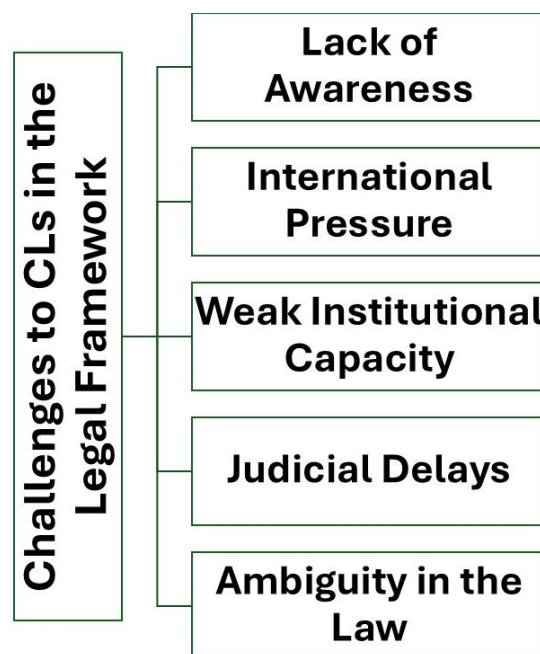 Challenges to CLs in the
Legal Framework
Lack of
Awareness
International
Pressure
Weak Institutional
Capacity
Judicial Delays
Ambiguity in the
Law